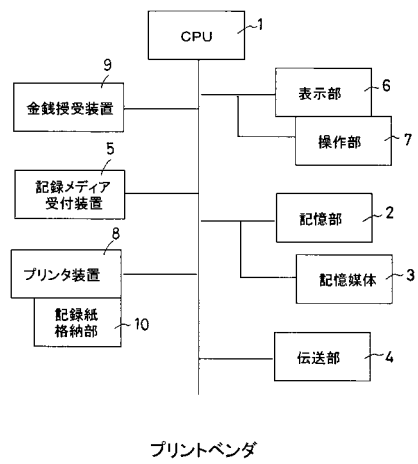 CPU
1
9
金銭授受装置
表示部
6
操作部
7
5
記録メディア
受付装置
記憶部
2
8
プリンタ装置
記憶媒体
3
記録紙
格納部
10
伝送部
4
プリントベンダ